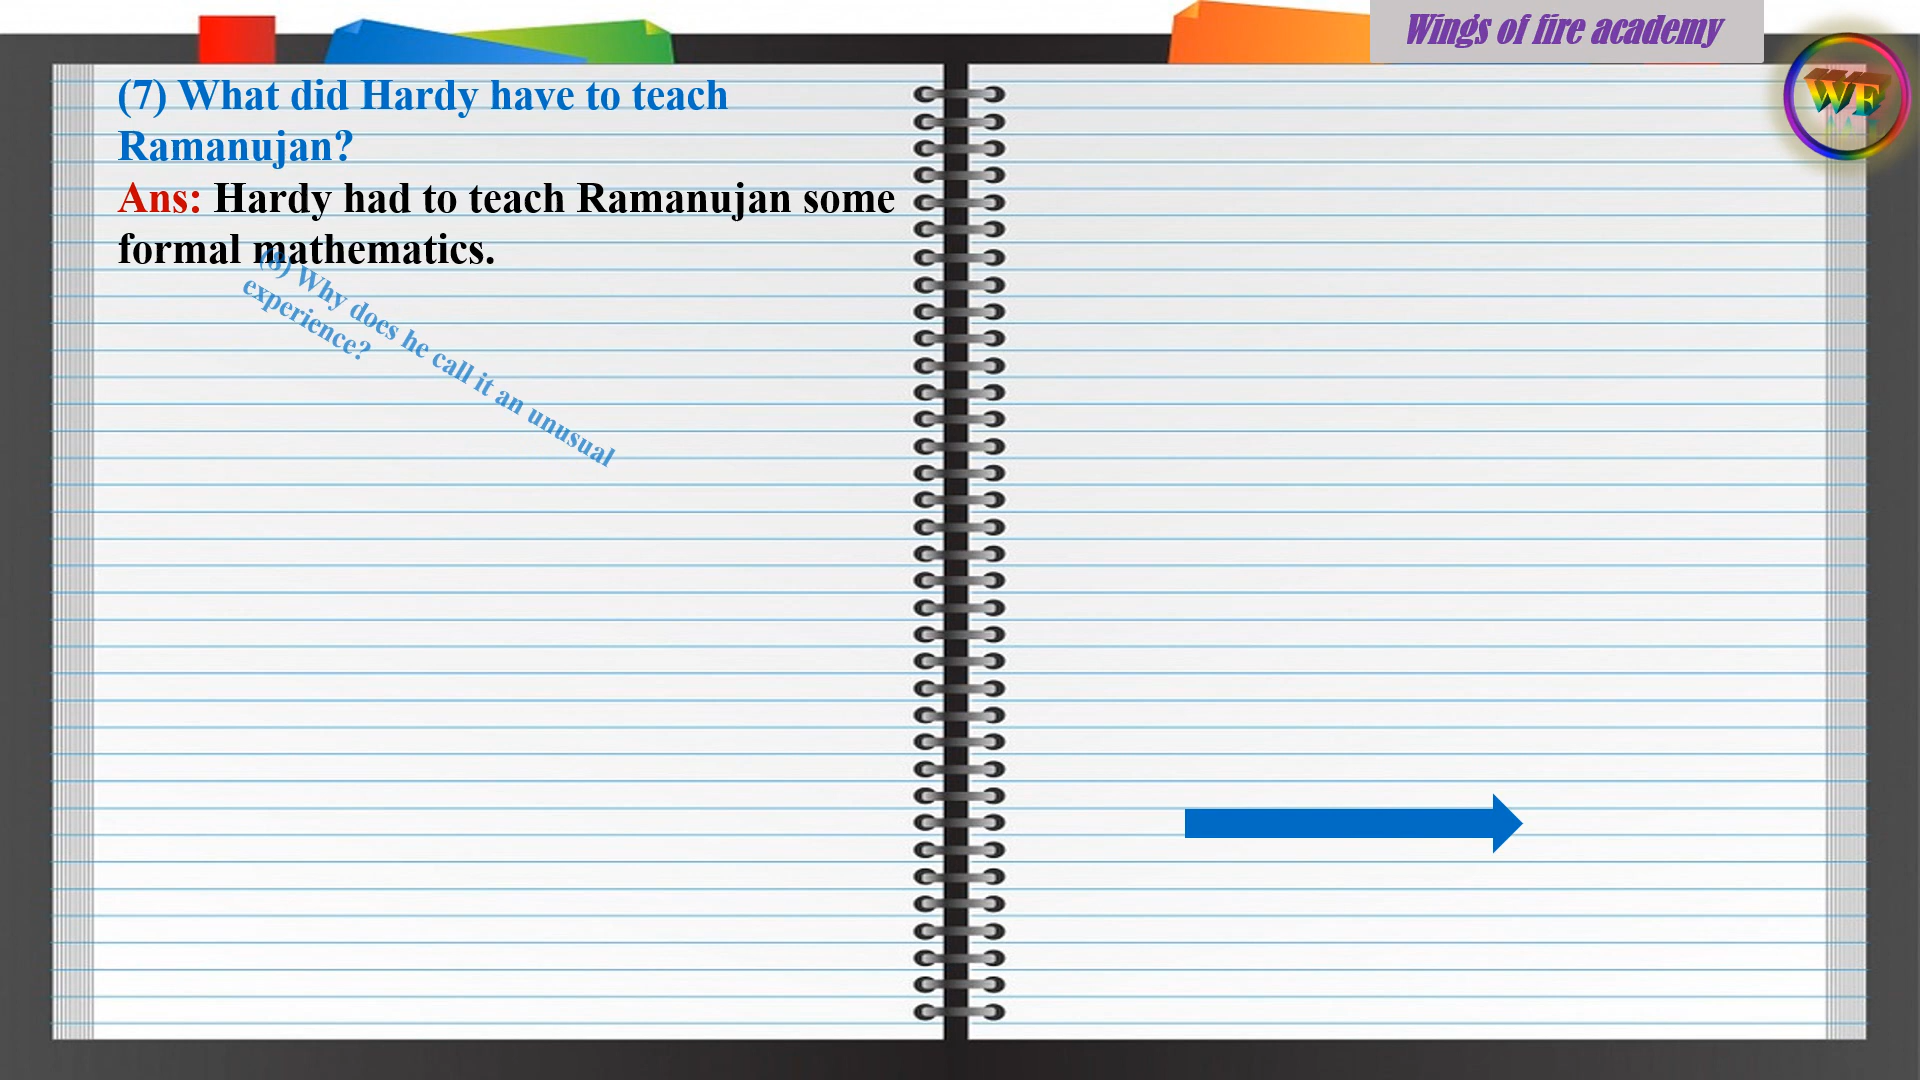 Wings of fire academy
WF
(7) What did Hardy have to teach
Ramanujan?
Ans: Hardy had to teach Ramanujan some
formal mathematics.
(8) Why does he call it an unusual
experience?